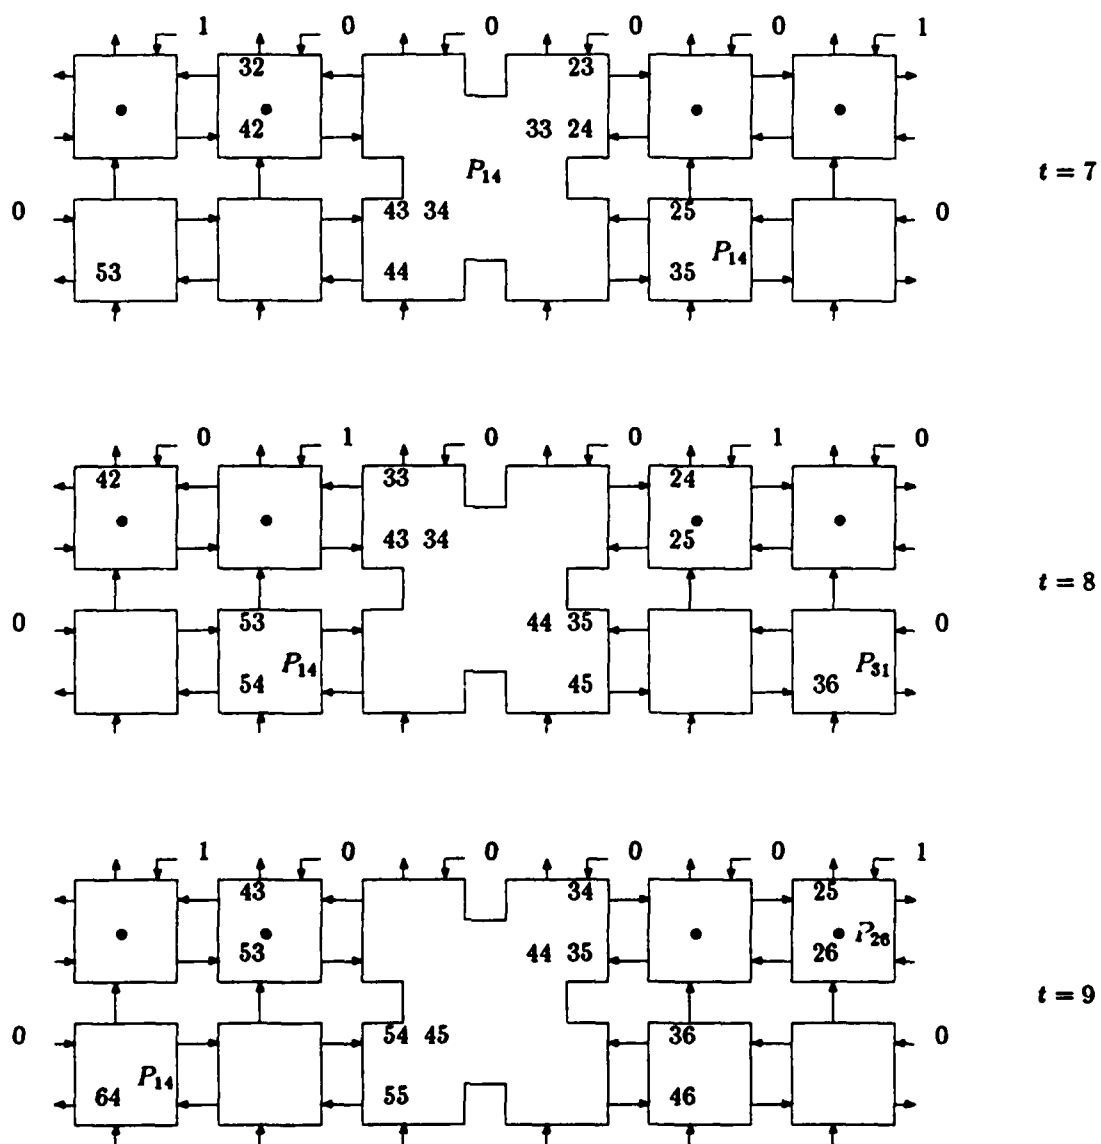 1 0 0 0 1
32 23
42 33 24
P14 t = 7
0 43 34 25 0
P14
53 44 35
0 1 0 0 1 0
42 33 24
43 34 25
t = 8
0 53 44 35 0
P14 P31
54 45 36
1 0 0 0 0 1
43 34 25
P26
53 44 35 26
t = 9
0 54 45 36 0
P14
64 55 46